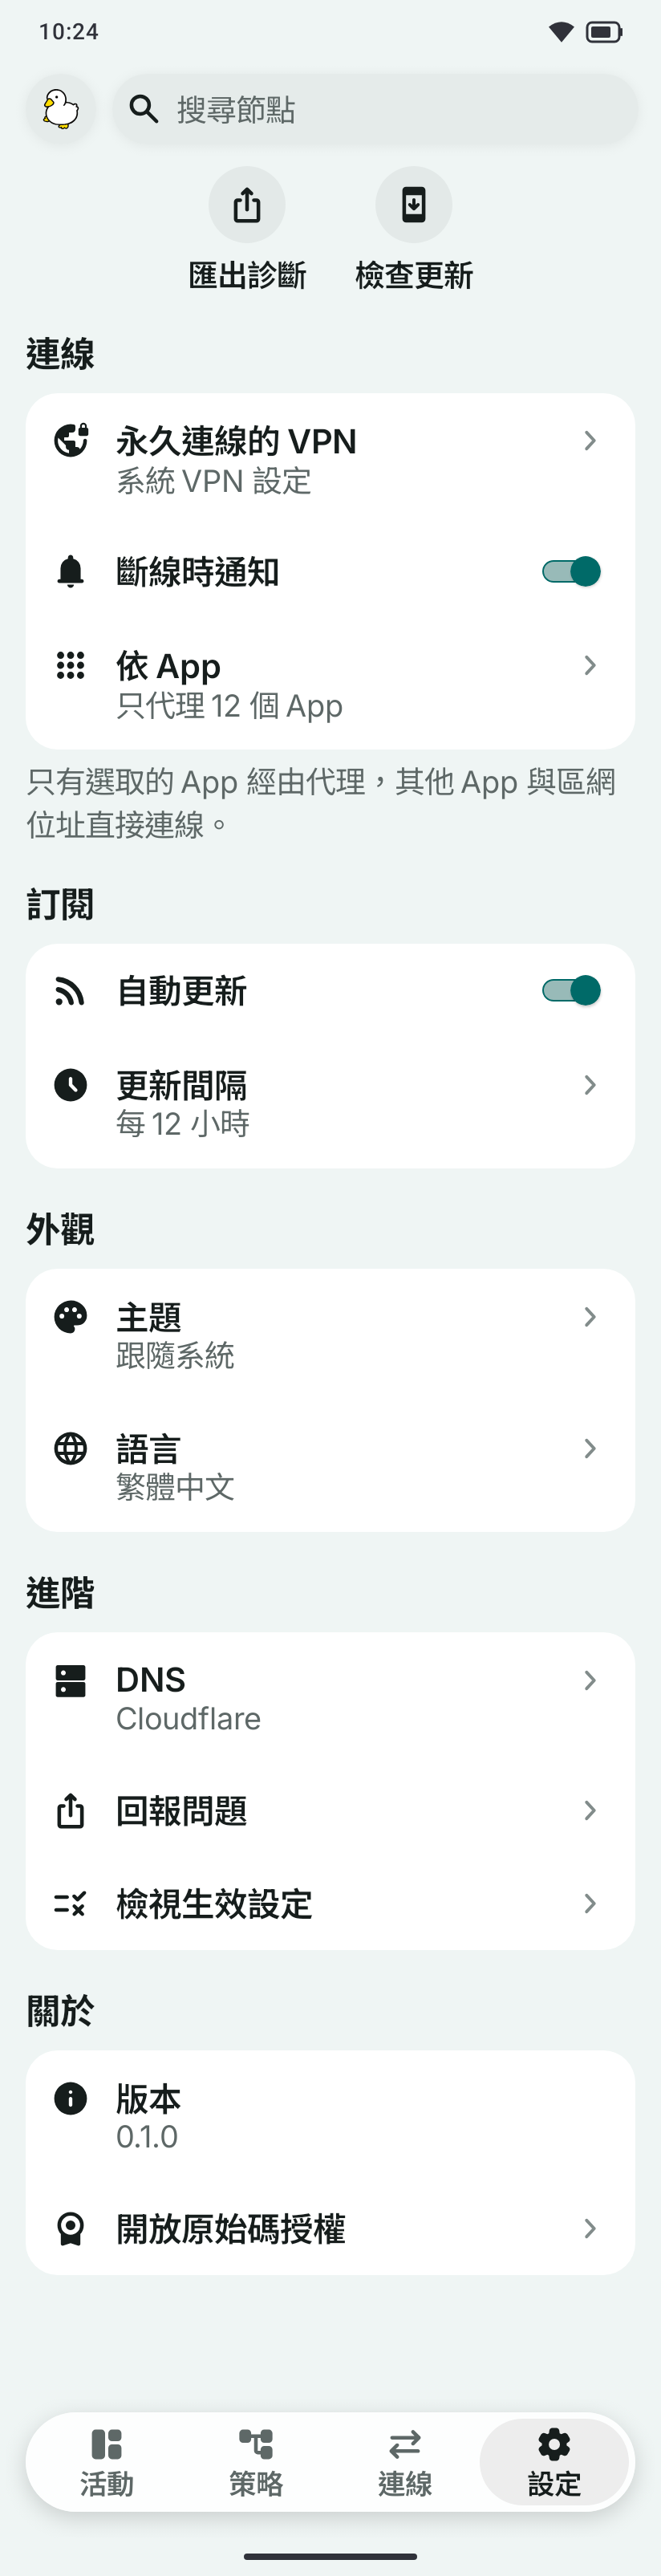 10:24
搜尋節點
匯出診斷
檢查更新
連線
永久連線的 VPN
系統 VPN 設定
斷線時通知
依 App
只代理 12 個 App
只有選取的 App 經由代理，其他 App 與區網
位址直接連線。
訂閱
自動更新
更新間隔
每 12 小時
外觀
主題
跟隨系統
語言
繁體中文
進階
DNS
Cloudflare
回報問題
檢視生效設定
關於
版本
0.1.0
開放原始碼授權
活動
策略
連線
設定